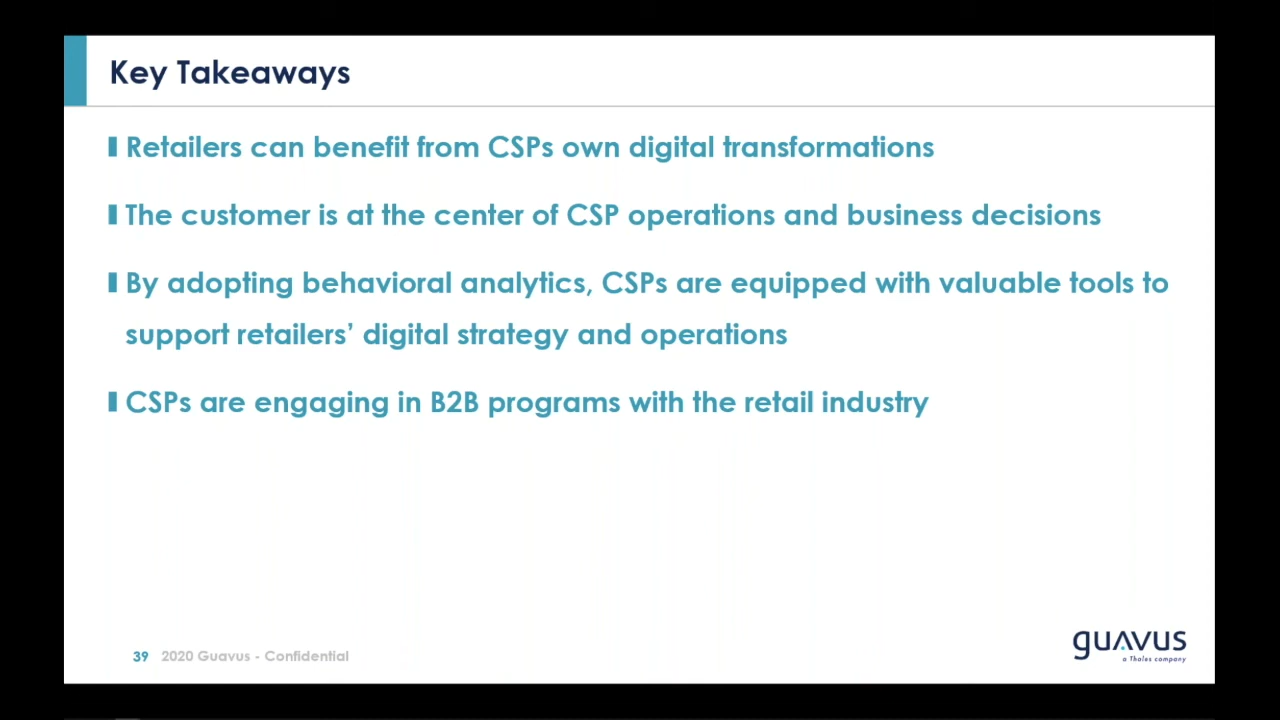 Key Takeaways
Retailers can benefit from CSPs own digital transformations
The customer is at the center of CSP operations and business decisions
By adopting behavioral analytics, CSPs are equipped with valuable tools to
support retailers’ digital strategy and operations
CSPs are engaging in B2B programs with the retail industry
39 2020 Guavus - Confidential
guavus
a Thales company